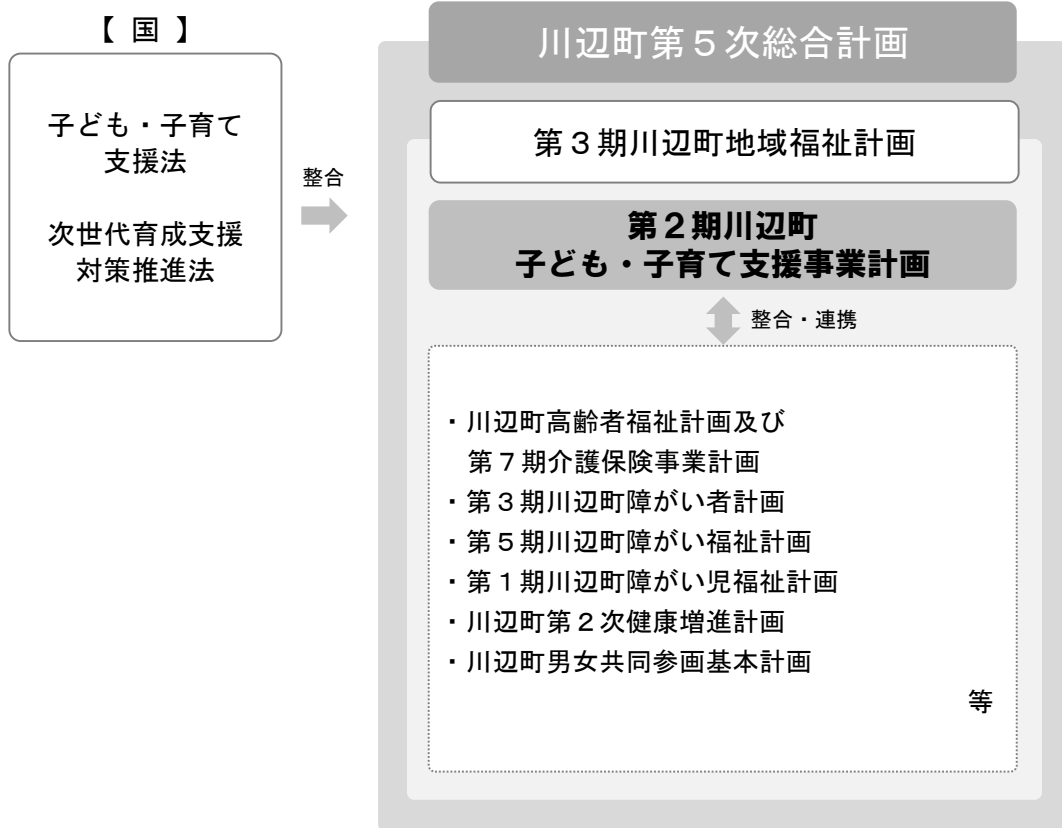 【 国 】
子ども・子育て
支援法
次世代育成支援
対策推進法
整合
川辺町第５次総合計画
第３期川辺町地域福祉計画
第２期川辺町
子ども・子育て支援事業計画
整合・連携
・川辺町高齢者福祉計画及び
第７期介護保険事業計画
・第３期川辺町障がい者計画
・第５期川辺町障がい福祉計画
・第１期川辺町障がい児福祉計画
・川辺町第２次健康増進計画
・川辺町男女共同参画基本計画
等